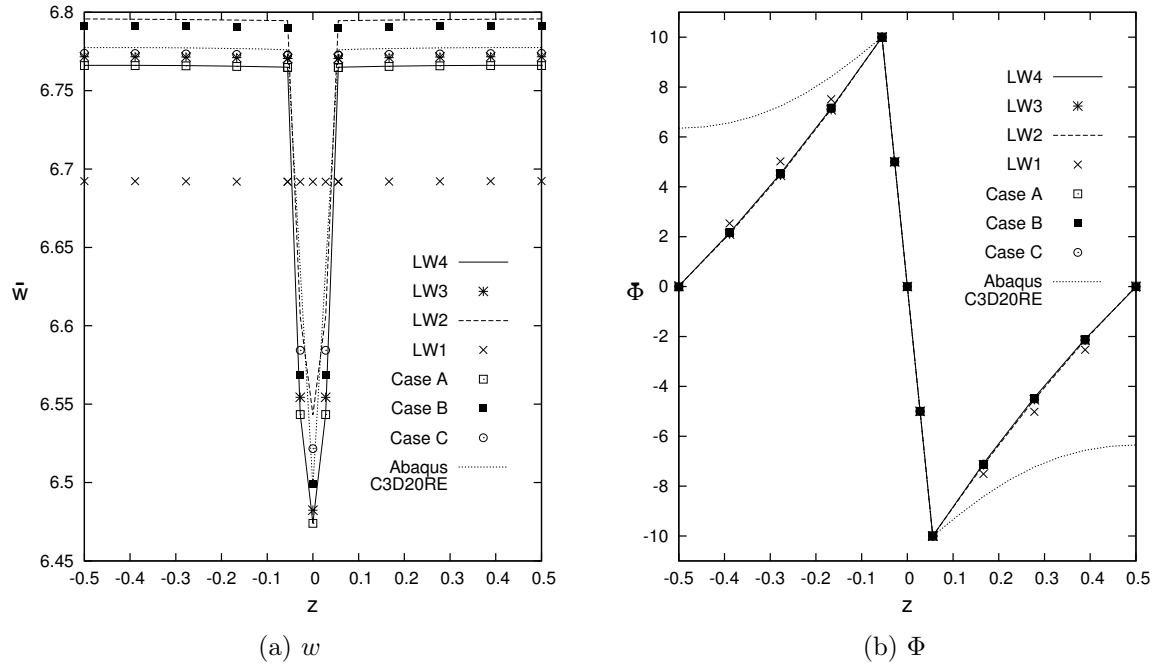 6.8
6.75
6.7
6.65
6.6
6.55
6.5
6.45
w̄
LW4
LW3
LW2
LW1
Case A
Case B
Case C
Abaqus
C3D20RE
-0.5 -0.4 -0.3 -0.2 -0.1 0 0.1 0.2 0.3 0.4 0.5
z
(a) w
10
8
6
4
2
0
-2
-4
-6
-8
-10
Φ̄
LW4
LW3
LW2
LW1
Case A
Case B
Case C
Abaqus
C3D20RE
-0.5 -0.4 -0.3 -0.2 -0.1 0 0.1 0.2 0.3 0.4 0.5
z
(b) Φ